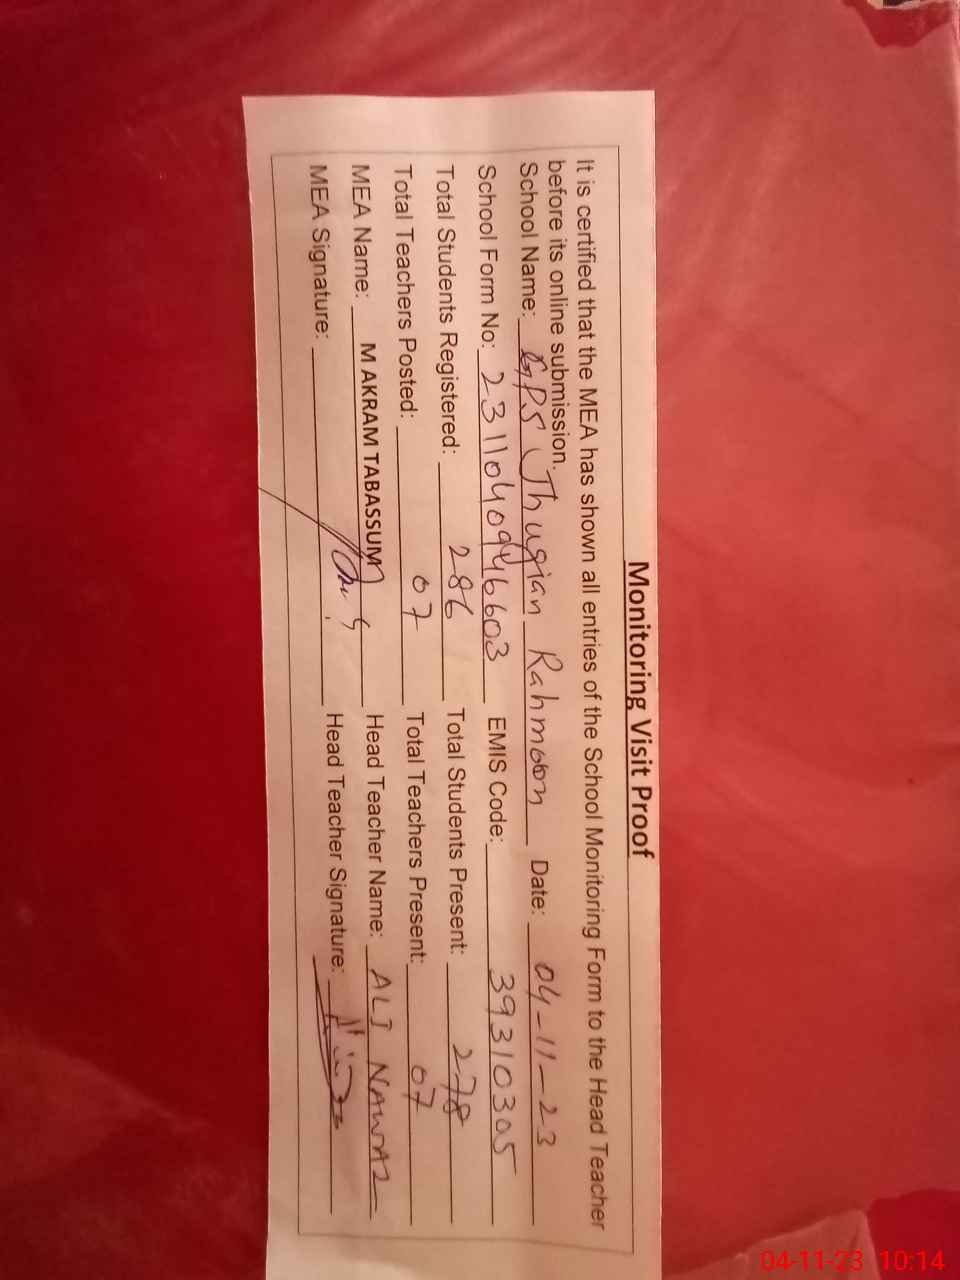 Monitoring Visit Proof
It is certified that the MEA has shown all entries of the School Monitoring Form to the Head Teacher
before its online submission.
School Name: GPS Jhugian Rahmoon Date: 04-11-23
School Form No: 23110409446603 EMIS Code: 39310305
Total Students Registered: 286 Total Students Present: 278
Total Teachers Posted: 07 Total Teachers Present: 07
MEA Name: M AKRAM TABASSUM Head Teacher Name: ALI NAWAZ
MEA Signature: Head Teacher Signature:
04-11-23 10:14